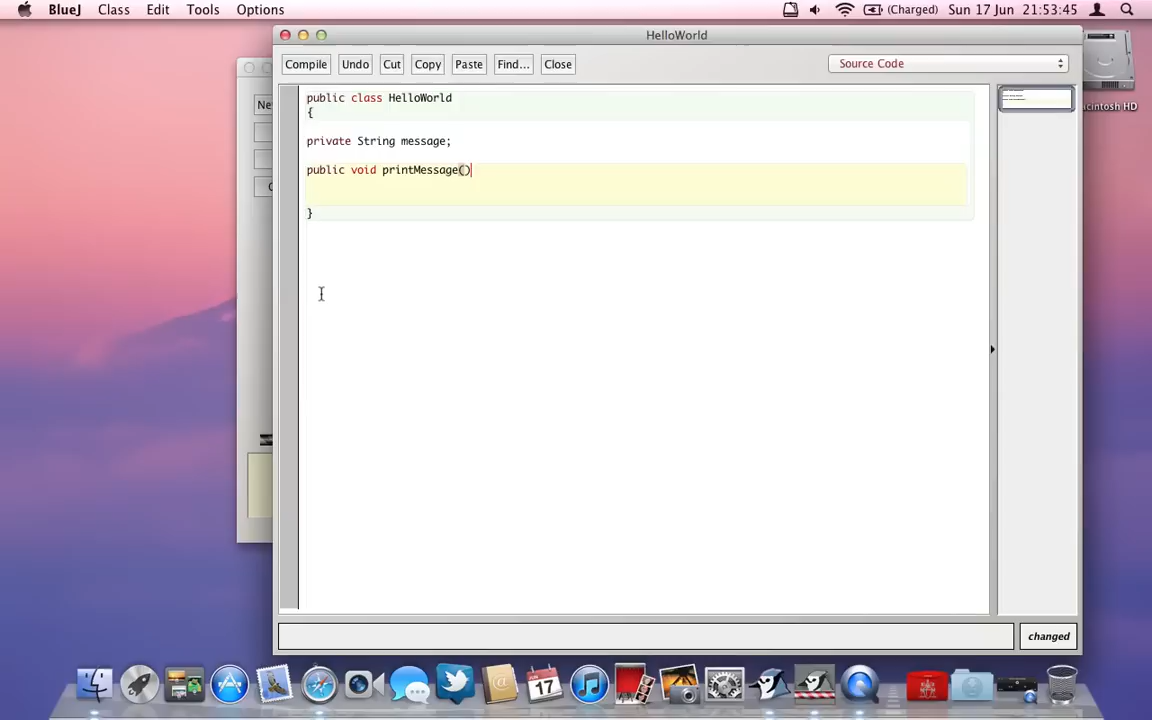 BlueJ Class Edit Tools Options (Charged) Sun 17 Jun 21:53:45
HelloWorld
Compile Undo Cut Copy Paste Find... Close Source Code
public class HelloWorld
{
private String message;
public void printMessage()
}
changed
17